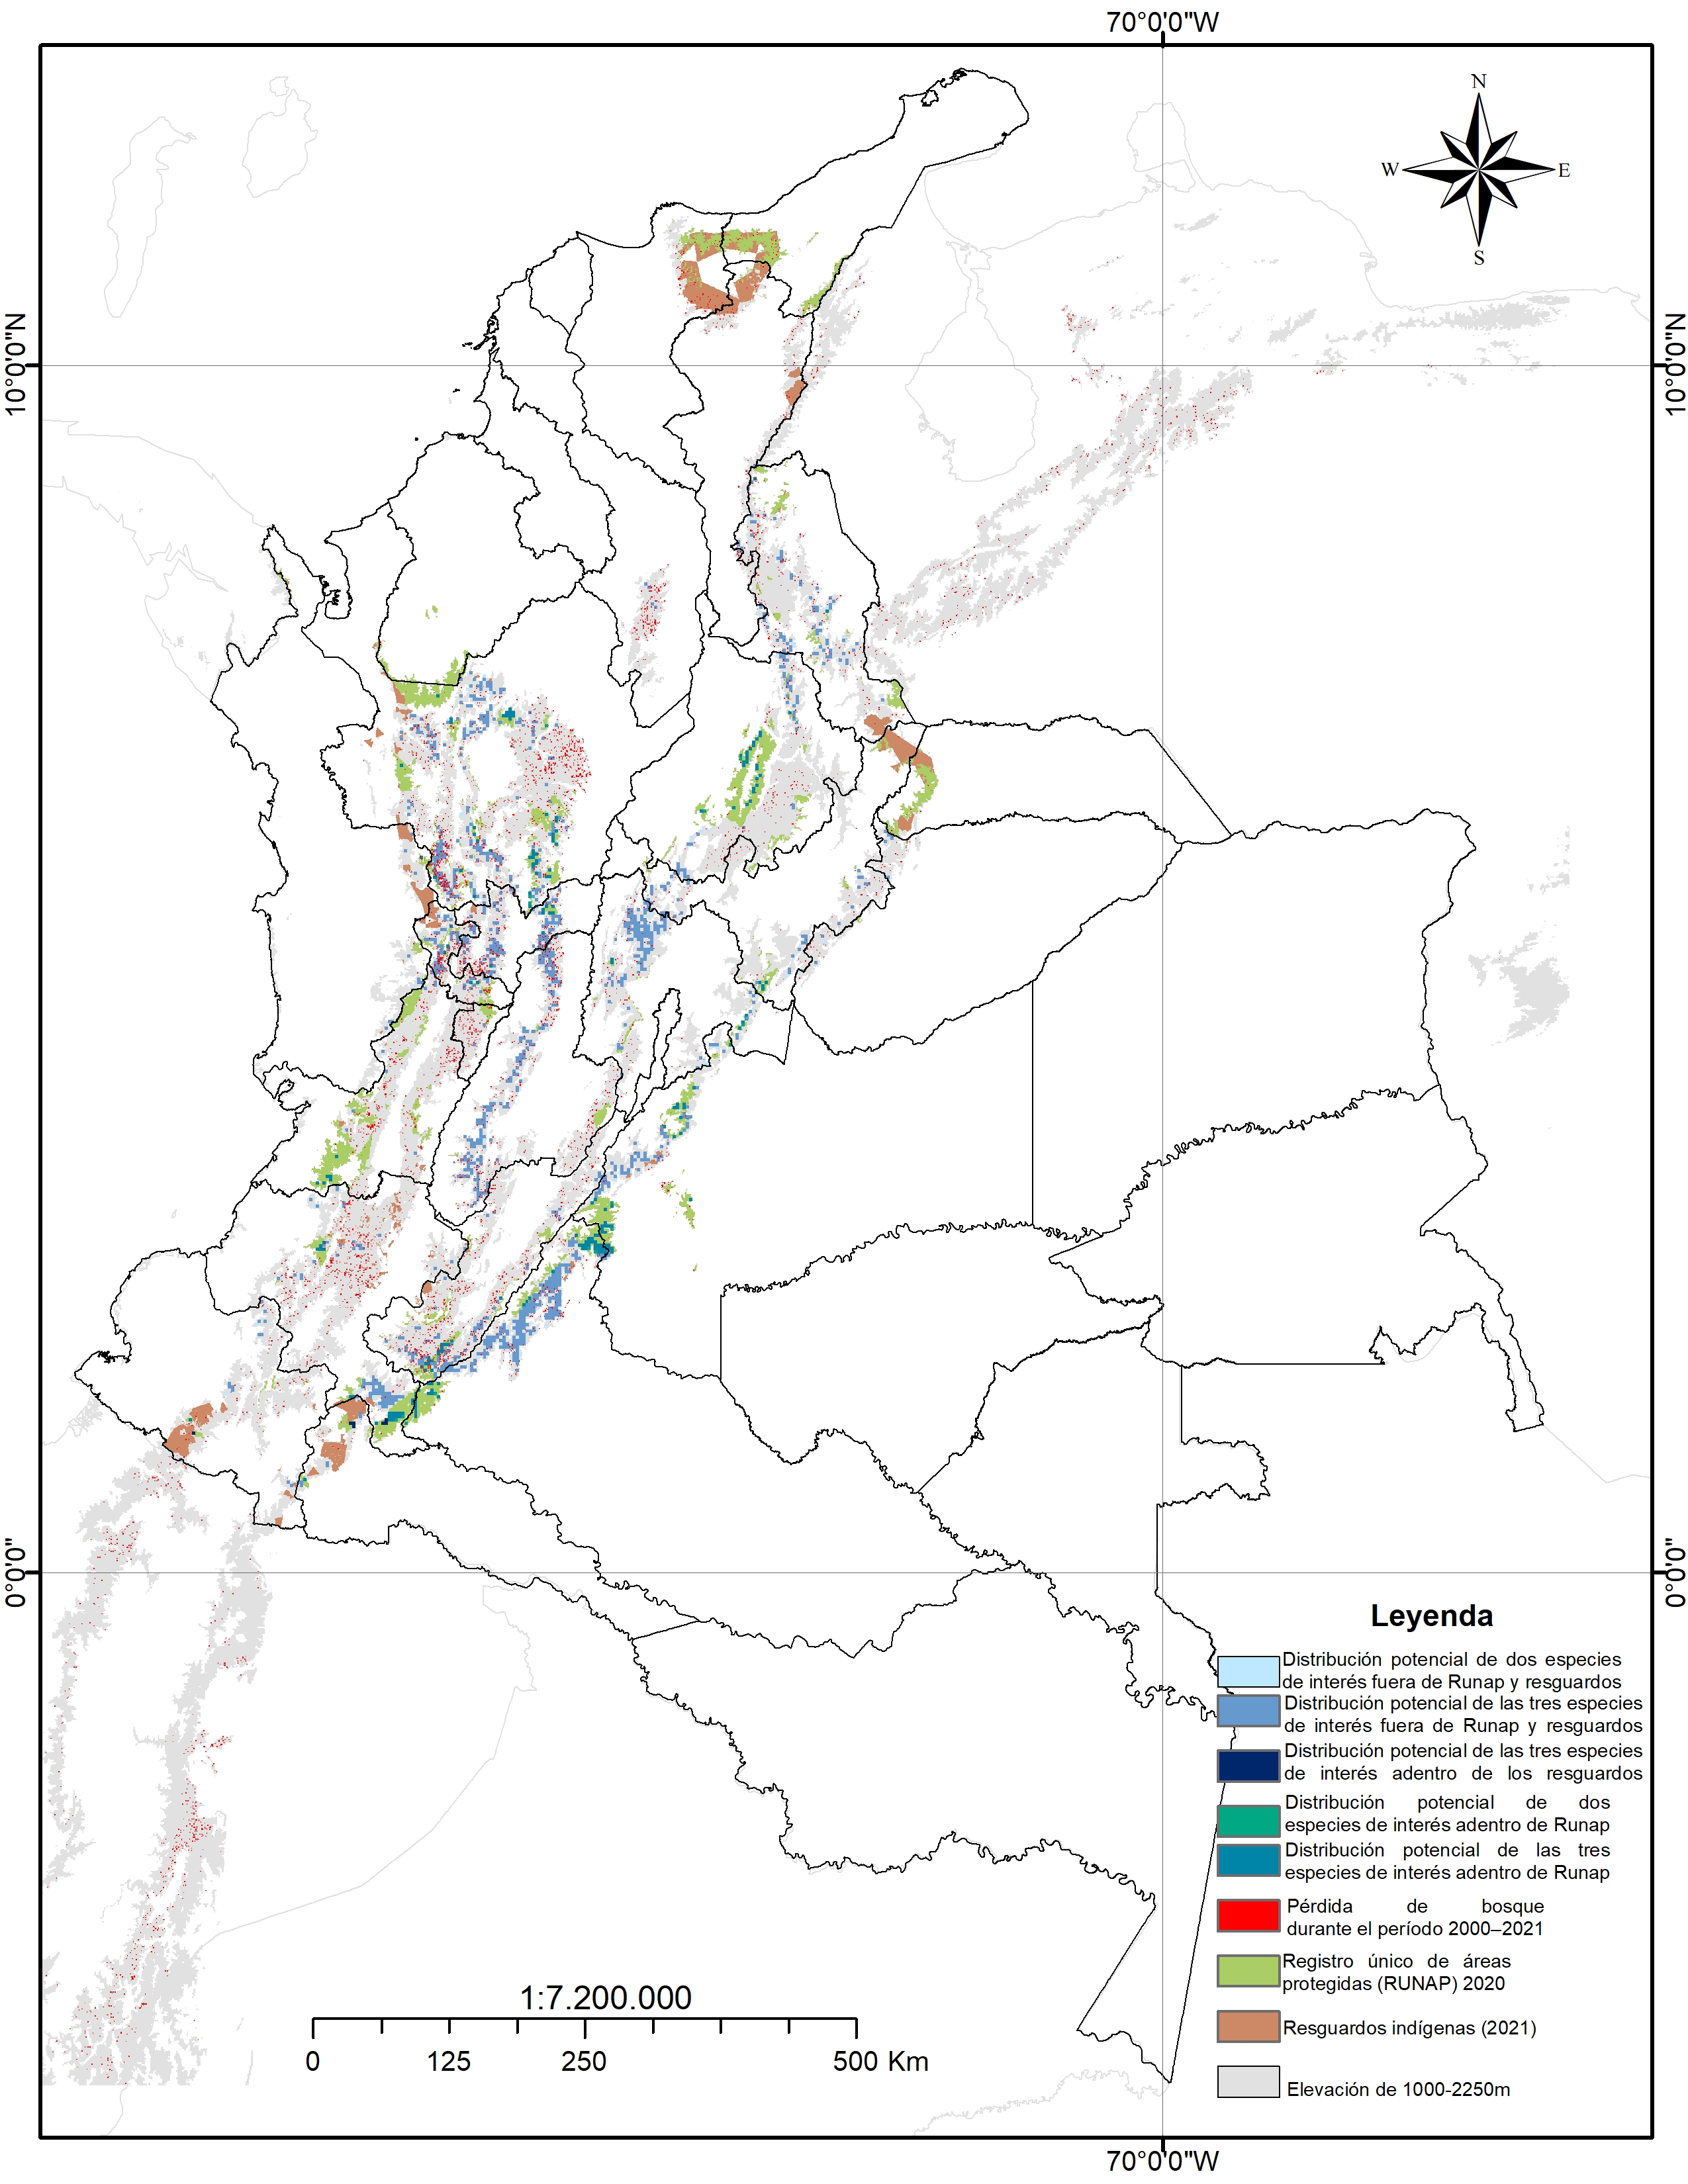 70°0'0"W
N
W
E
S
10°0'0"N
10°0'0"N
0°0'0"
0°0'0"
Leyenda
Distribución potencial de dos especies
de interés fuera de Runap y resguardos
Distribución potencial de las tres especies
de interés fuera de Runap y resguardos
Distribución potencial de las tres especies
de interés adentro de los resguardos
Distribución potencial de dos
especies de interés adentro de Runap
Distribución potencial de las tres
especies de interés adentro de Runap
Pérdida de bosque
durante el período 2000–2021
Registro único de áreas
protegidas (RUNAP) 2020
Resguardos indígenas (2021)
Elevación de 1000-2250m
1:7.200.000
0 125 250 500 Km
70°0'0"W